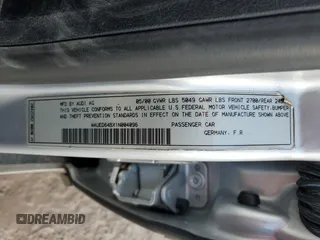 MFD BY AUDI AG 05/00 GVWR LBS 5049 GAWR LBS FRONT 2700/REAR
THIS VEHICLE CONFORMS TO ALL APPLICABLE U S FEDERAL MOTOR VEHICLE SAFETY, BUMPER
AND THEFT PREVENTION STANDARDS IN EFFECT ON THE DATE OF MANUFACTURE SHOWN ABOVE
PASSENGER CAR
GERMANY, F.R
DREAMBID